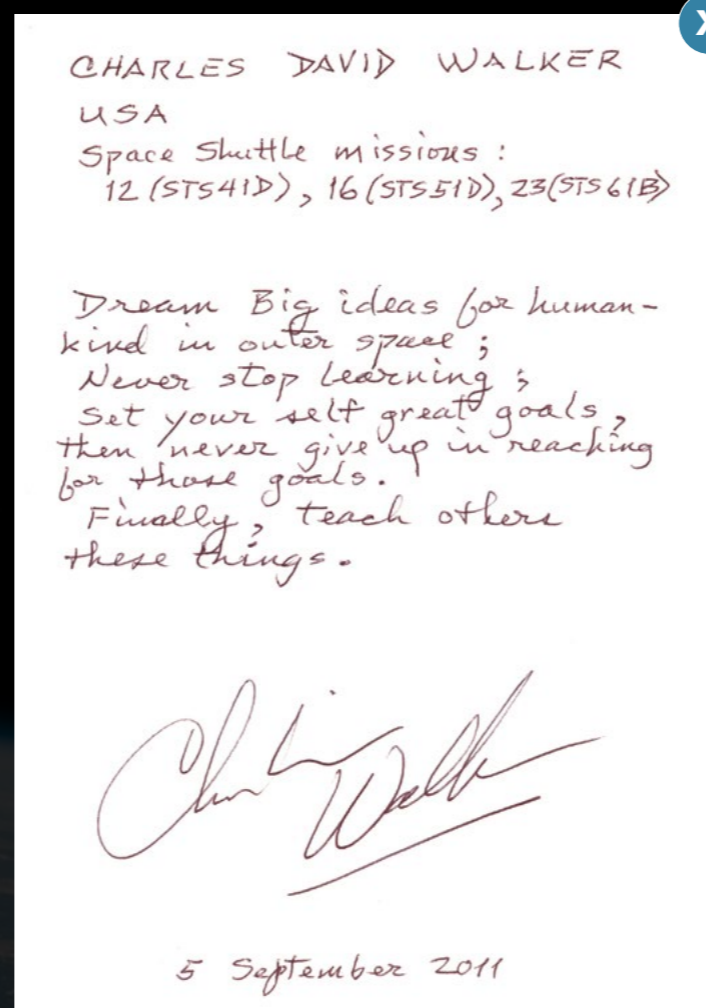 CHARLES DAVID WALKER
USA
Space Shuttle missions :
12 (STS41D), 16 (STS51D), 23(STS61B)
Dream Big ideas for human-
kind in outer space ;
Never stop learning ;
Set your self great goals,
then never give up in reaching
for those goals.
Finally, teach others
these things.
Charlie Walker
5 September 2011
X